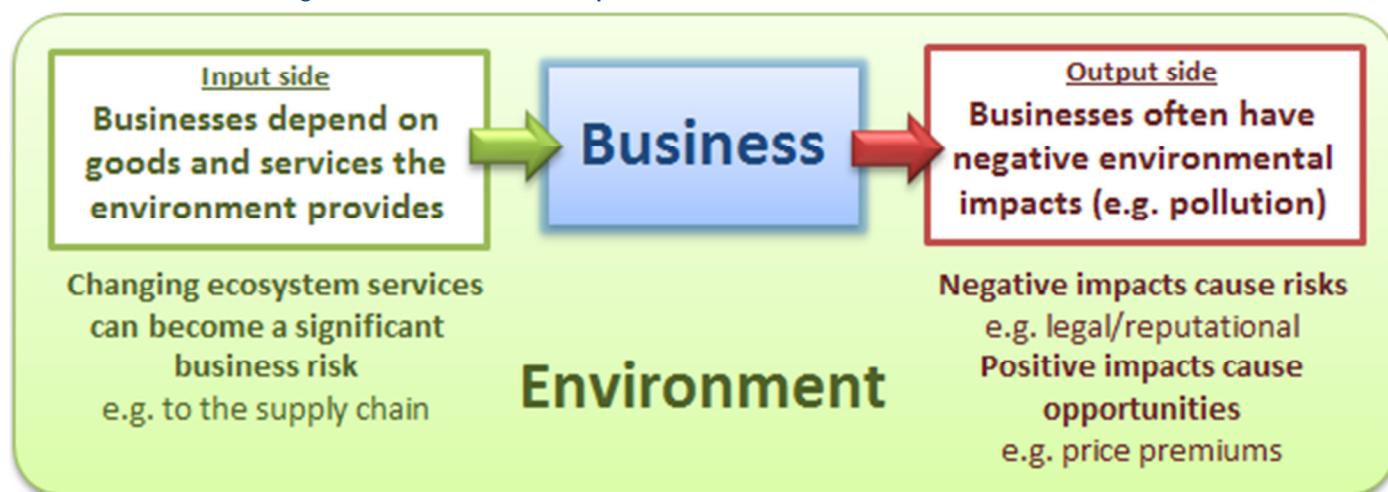 Input side
Businesses depend on
goods and services the
environment provides
Changing ecosystem services
can become a significant
business risk
e.g. to the supply chain
Business
Environment
Output side
Businesses often have
negative environmental
impacts (e.g. pollution)
Negative impacts cause risks
e.g. legal/reputational
Positive impacts cause
opportunities
e.g. price premiums